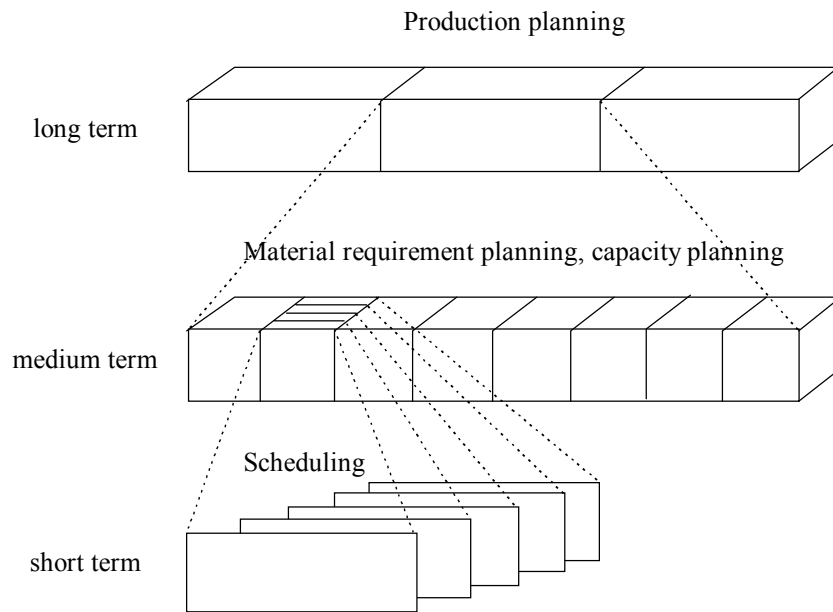 Production planning
long term
Material requirement planning, capacity planning
medium term
Scheduling
short term